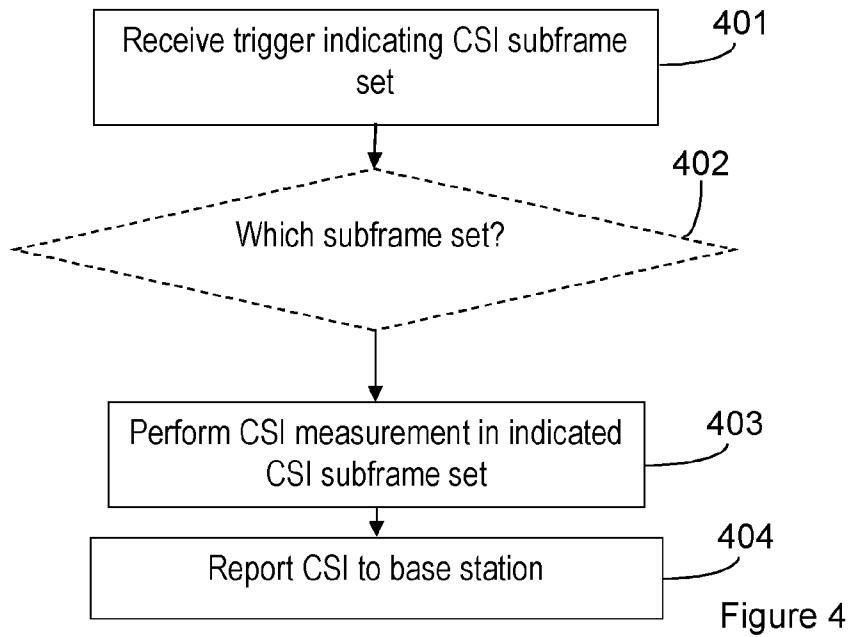 Receive trigger indicating CSI subframe
set
401
402
Which subframe set?
Perform CSI measurement in indicated
CSI subframe set
403
Report CSI to base station
404
Figure 4